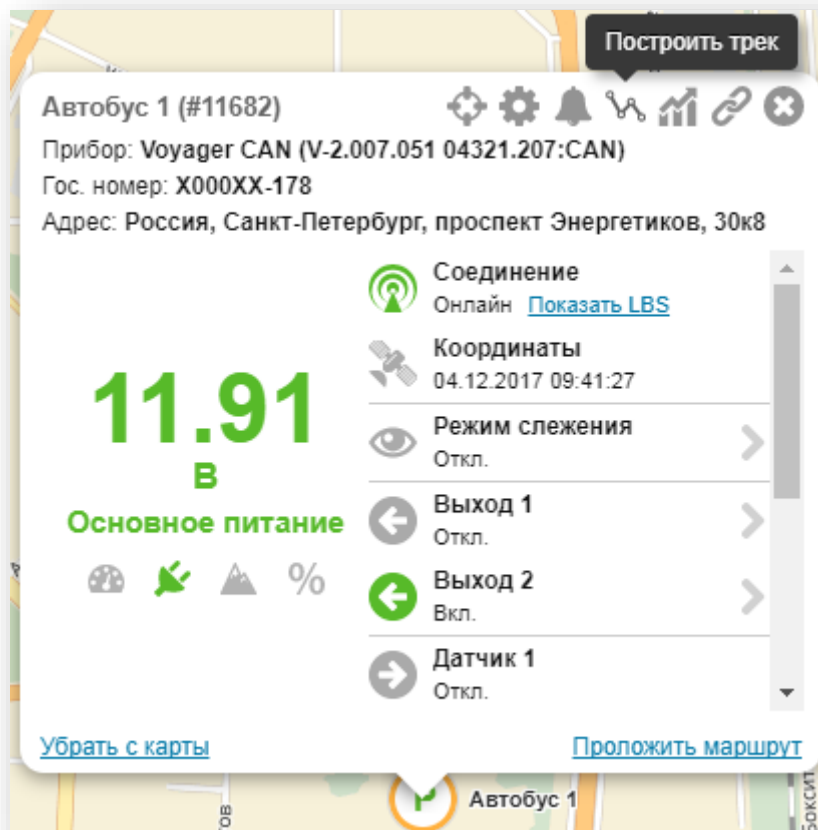 Построить трек
Автобус 1 (#11682)
Прибор: Voyager CAN (V-2.007.051 04321.207:CAN)
Гос. номер: X000XX-178
Адрес: Россия, Санкт-Петербург, проспект Энергетиков, 30к8
11.91
В
Основное питание
%
Соединение
Онлайн Показать LBS
Координаты
04.12.2017 09:41:27
Режим слежения
Откл.
Выход 1
Откл.
Выход 2
Вкл.
Датчик 1
Откл.
Убрать с карты
Проложить маршрут
P
Автобус 1